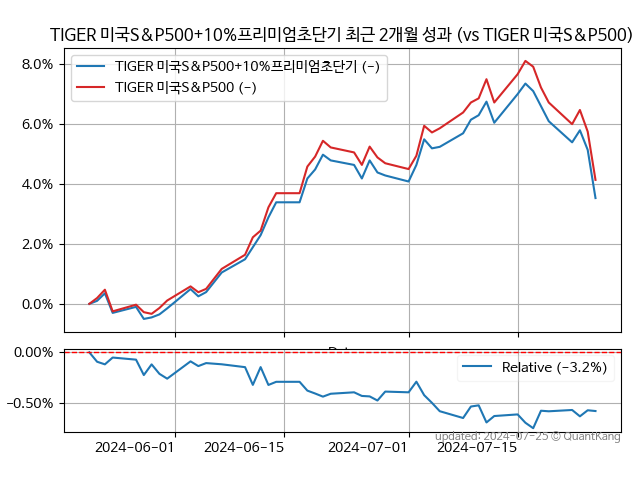 TIGER 미국S&P500+10%프리미엄초단기 최근 2개월 성과 (vs TIGER 미국S&P500)
TIGER 미국S&P500+10%프리미엄초단기 (-)
TIGER 미국S&P500 (-)
8.0%
6.0%
4.0%
2.0%
0.0%
0.00%
-0.50%
Relative (-3.2%)
updated: 2024-07-25 © QuantKang
2024-06-01
2024-06-15
2024-07-01
2024-07-15